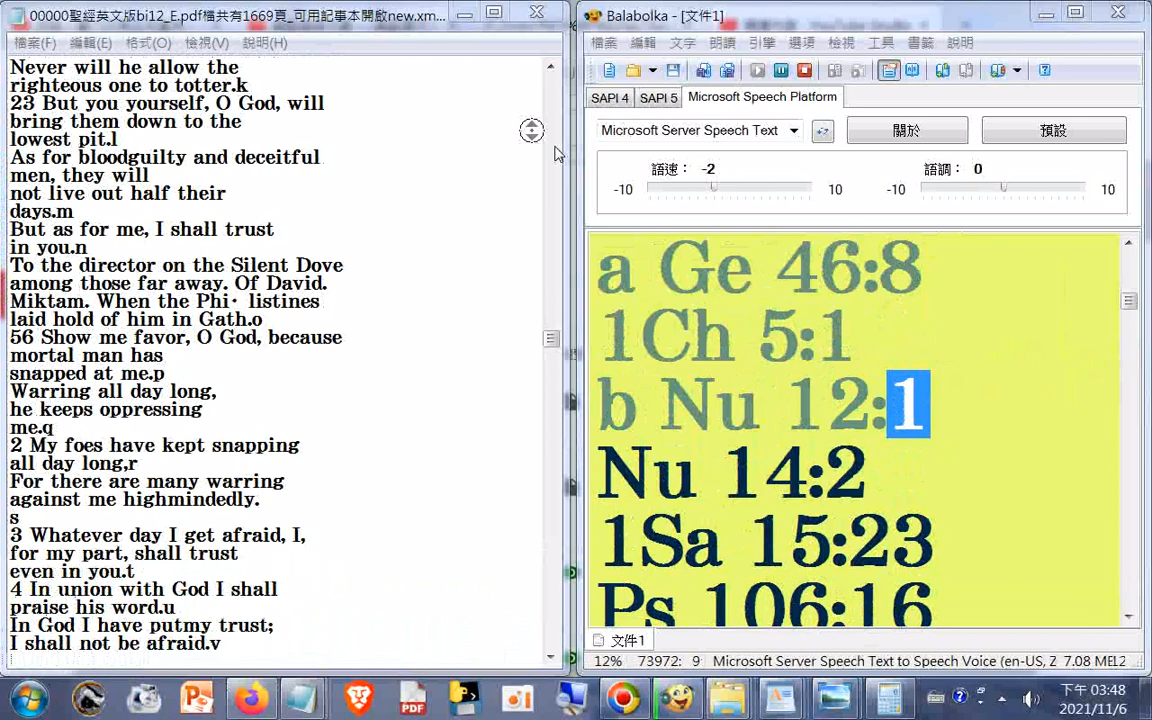 00000聖經英文版bi12_E.pdf檔共有1669頁_可用記事本開啟new.xm...
檔案(F) 編輯(E) 格式(O) 檢視(V) 說明(H)
Never will he allow the
righteous one to totter.k
23 But you yourself, O God, will
bring them down to the
lowest pit.l
As for bloodguilty and deceitful
men, they will
not live out half their
days.m
But as for me, I shall trust
in you.n
To the director on the Silent Dove
among those far away. Of David.
Miktam. When the Phi· listines
laid hold of him in Gath.o
56 Show me favor, O God, because
mortal man has
snapped at me.p
Warring all day long,
he keeps oppressing
me.q
2 My foes have kept snapping
all day long,r
For there are many warring
against me highmindedly.
s
3 Whatever day I get afraid, I,
for my part, shall trust
even in you.t
4 In union with God I shall
praise his word.u
In God I have putmy trust;
I shall not be afraid.v
Balabolka - [文件1]
檔案 編輯 文字 朗讀 引擎 選項 檢視 工具 書籤 說明
SAPI 4 SAPI 5 Microsoft Speech Platform
Microsoft Server Speech Text 關於 預設
語速： -2 語調： 0
-10 10 -10 10
a Ge 46:8
1Ch 5:1
b Nu 12:1
Nu 14:2
1Sa 15:23
Ps 106:16
文件1
12% 73972: 9 Microsoft Server Speech Text to Speech Voice (en-US, Z 7.08 ME12
PDF
下午 03:48
2021/11/6